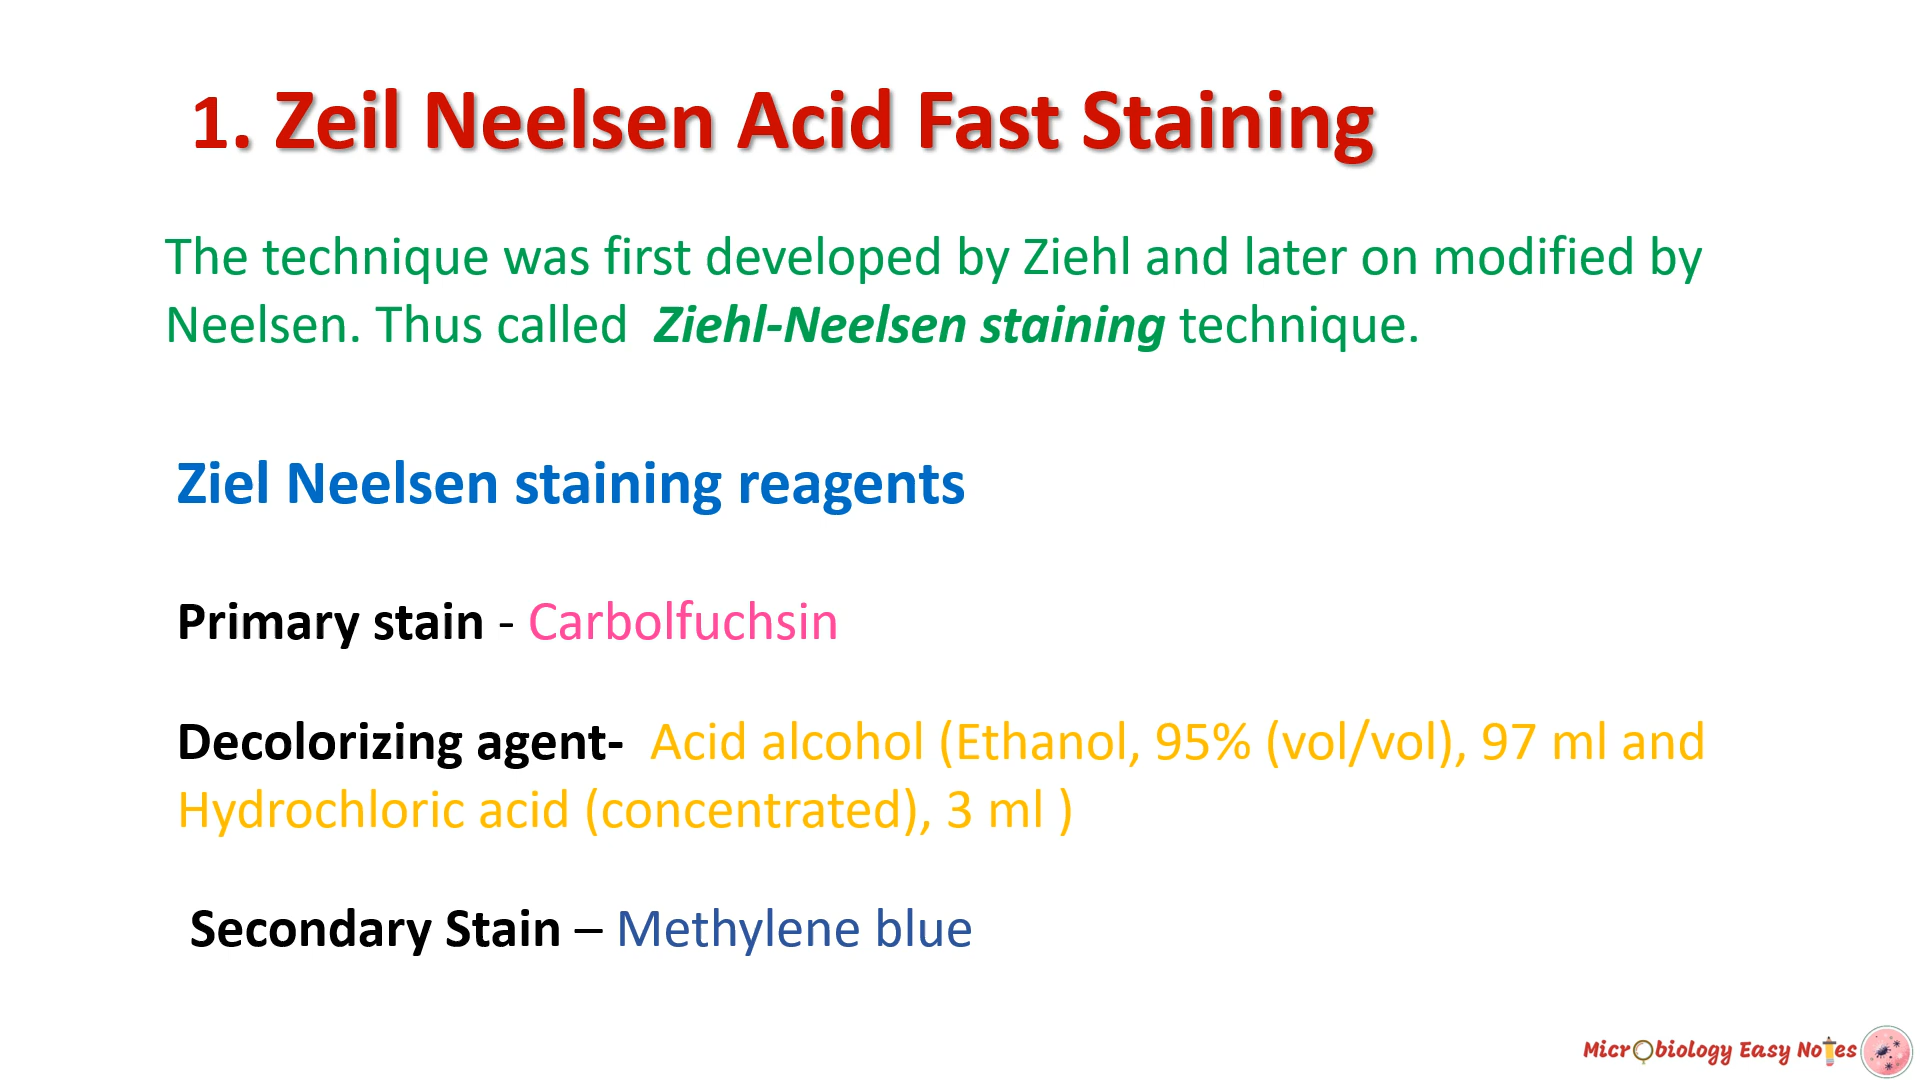 1. Zeil Neelsen Acid Fast Staining
The technique was first developed by Ziehl and later on modified by
Neelsen. Thus called Ziehl-Neelsen staining technique.
Ziel Neelsen staining reagents
Primary stain - Carbolfuchsin
Decolorizing agent- Acid alcohol (Ethanol, 95% (vol/vol), 97 ml and
Hydrochloric acid (concentrated), 3 ml )
Secondary Stain – Methylene blue
Microbiology Easy Notes